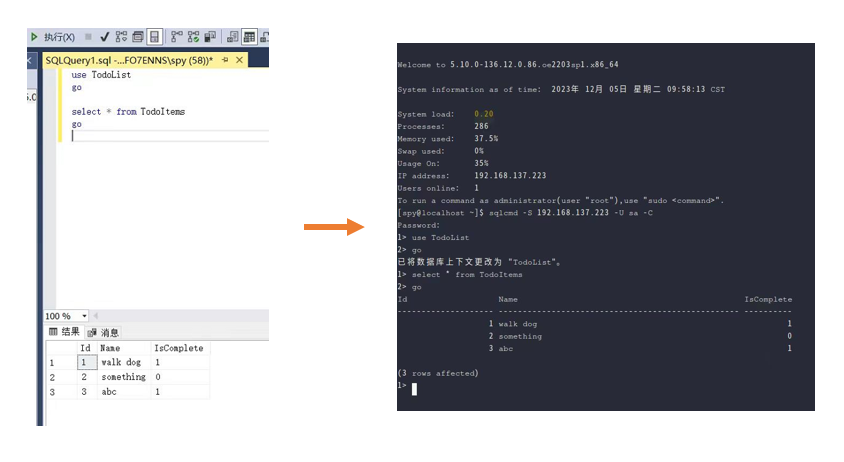 执行(X)
SQLQuery1.sql -...FO7ENNS\spy (58))*
use TodoList
go
select * from TodoItems
go
100 %
结果 消息
Id Name IsComplete
1 1 walk dog 1
2 2 something 0
3 3 abc 1
Welcome to 5.10.0-136.12.0.86.oe2203sp1.x86_64
System information as of time: 2023年 12月 05日 星期二 09:58:13 CST
System load: 0.20
Processes: 286
Memory used: 37.5%
Swap used: 0%
Usage On: 35%
IP address: 192.168.137.223
Users online: 1
To run a command as administrator(user "root"),use "sudo <command>".
[spy@localhost ~]$ sqlcmd -S 192.168.137.223 -U sa -C
Password:
1> use TodoList
2> go
已将数据库上下文更改为 "TodoList"。
1> select * from TodoItems
2> go
Id Name IsComplete
1 walk dog 1
2 something 0
3 abc 1
(3 rows affected)
1>